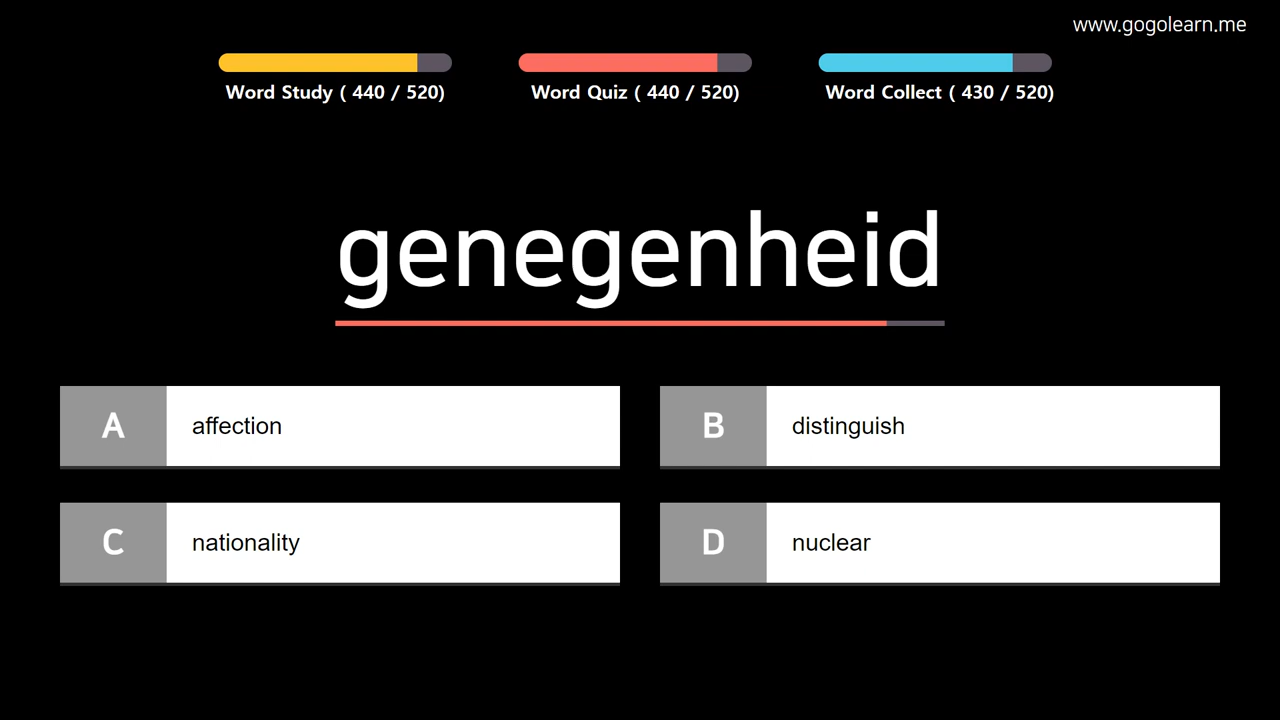 www.gogolearn.me
Word Study ( 440 / 520)
Word Quiz ( 440 / 520)
Word Collect ( 430 / 520)
genegenheid
A affection
B distinguish
C nationality
D nuclear